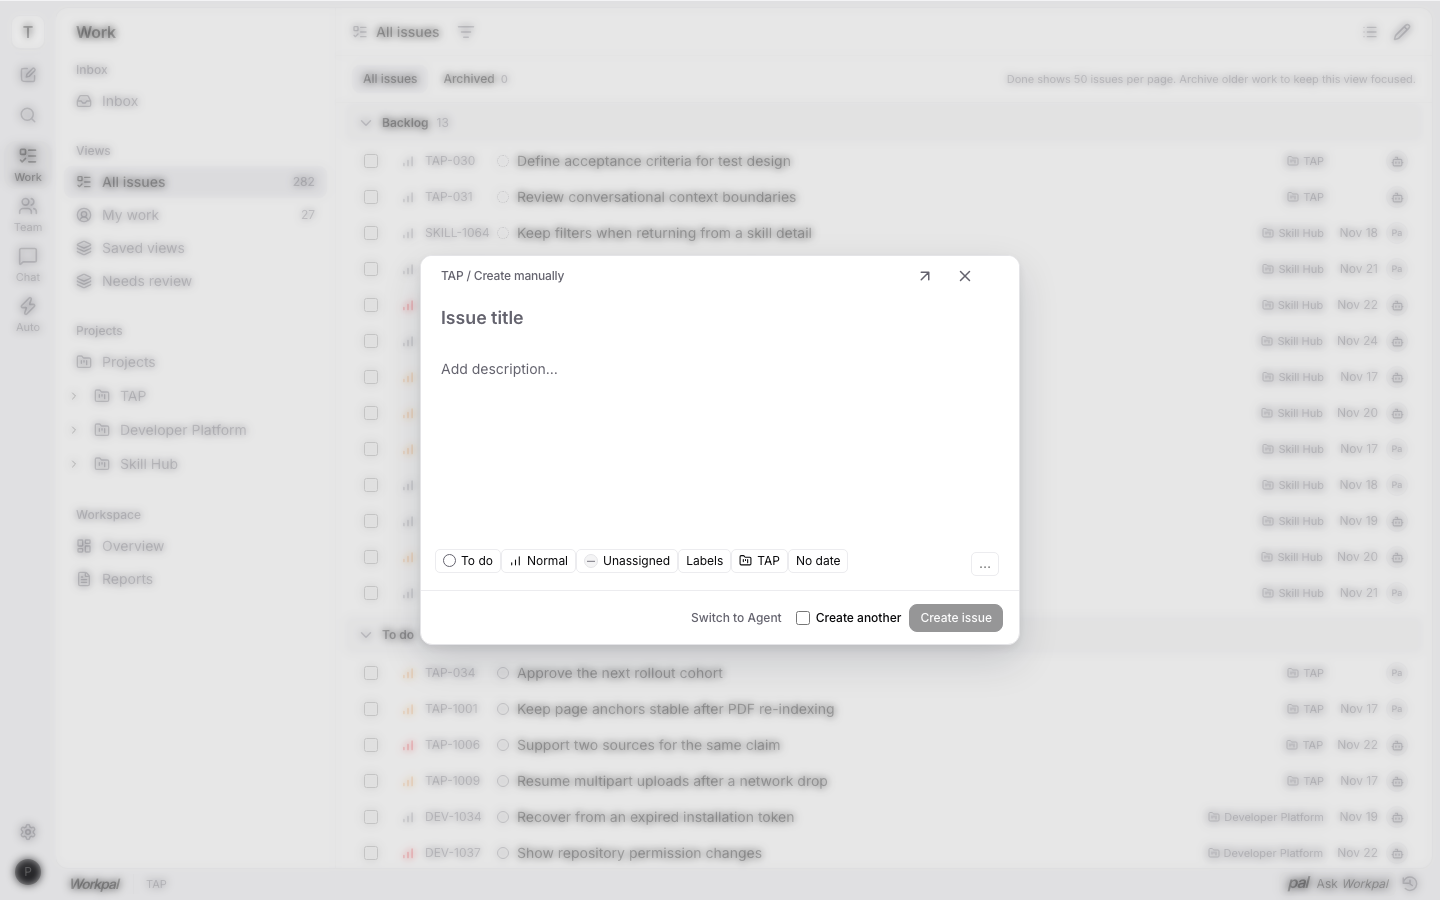 T
Work
Team
Chat
Auto
P
Work
Inbox
Inbox
Views
All issues 282
My work 27
Saved views
Needs review
Projects
Projects
TAP
Developer Platform
Skill Hub
Workspace
Overview
Reports
All issues
All issues Archived 0 Done shows 50 issues per page. Archive older work to keep this view focused.
Backlog 13
TAP-030 Define acceptance criteria for test design TAP
TAP-031 Review conversational context boundaries TAP
SKILL-1064 Keep filters when returning from a skill detail Skill Hub Nov 18 Pa
Skill Hub Nov 21
Skill Hub Nov 22
Skill Hub Nov 24
Skill Hub Nov 17
Skill Hub Nov 20
Skill Hub Nov 17 Pa
Skill Hub Nov 18 Pa
Skill Hub Nov 19
Skill Hub Nov 20
Skill Hub Nov 21 Pa
TAP / Create manually
Issue title
Add description...
To do Normal Unassigned Labels TAP No date ...
Switch to Agent Create another Create issue
To do
TAP-034 Approve the next rollout cohort TAP Pa
TAP-1001 Keep page anchors stable after PDF re-indexing TAP Nov 17 Pa
TAP-1006 Support two sources for the same claim TAP Nov 22
TAP-1009 Resume multipart uploads after a network drop TAP Nov 17
DEV-1034 Recover from an expired installation token Developer Platform Nov 19
DEV-1037 Show repository permission changes Developer Platform Nov 22
Workpal TAP pal Ask Workpal